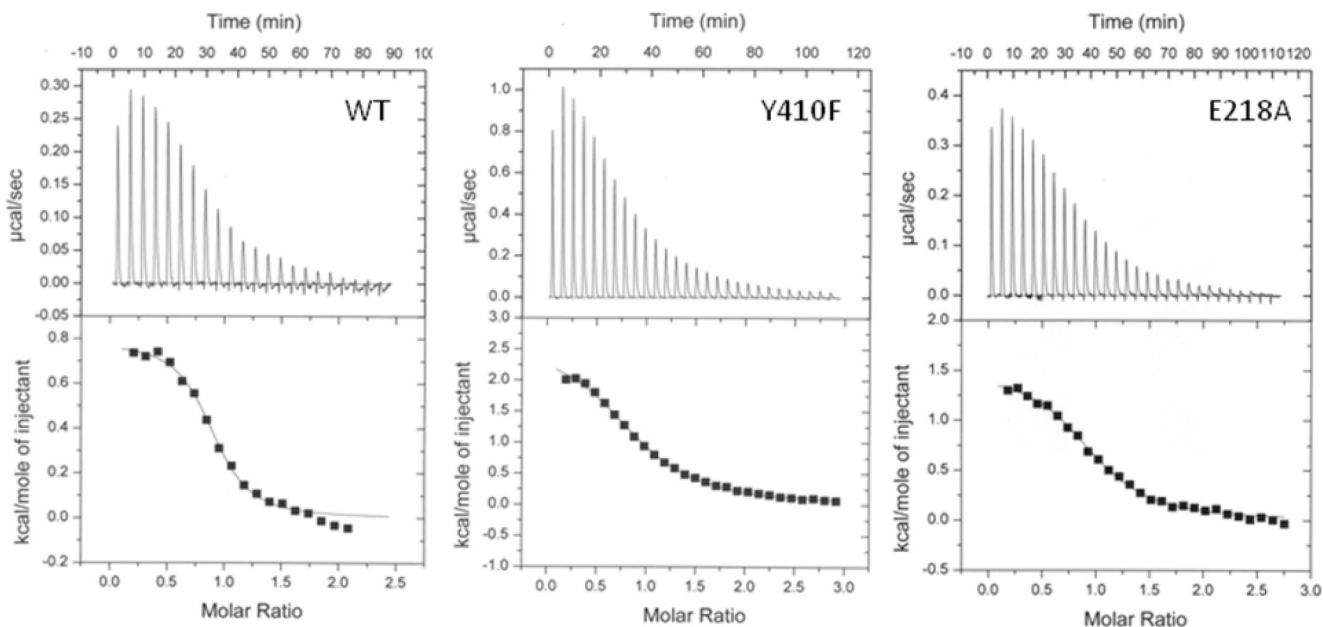 Time (min)
-10 0 10 20 30 40 50 60 70 80 90 100
WT
µcal/sec
0.30
0.25
0.20
0.15
0.10
0.05
0.00
-0.05
kcal/mole of injectant
0.8
0.6
0.4
0.2
0.0
-0.2
0.0 0.5 1.0 1.5 2.0 2.5
Molar Ratio
Time (min)
0 20 40 60 80 100 120
Y410F
µcal/sec
1.0
0.8
0.6
0.4
0.2
0.0
kcal/mole of injectant
3.0
2.5
2.0
1.5
1.0
0.5
0.0
-0.5
-1.0
0.0 0.5 1.0 1.5 2.0 2.5 3.0
Molar Ratio
Time (min)
-10 0 10 20 30 40 50 60 70 80 90 100 110 120
E218A
µcal/sec
0.4
0.3
0.2
0.1
0.0
kcal/mole of injectant
2.0
1.5
1.0
0.5
0.0
-0.5
0.0 0.5 1.0 1.5 2.0 2.5 3.0
Molar Ratio